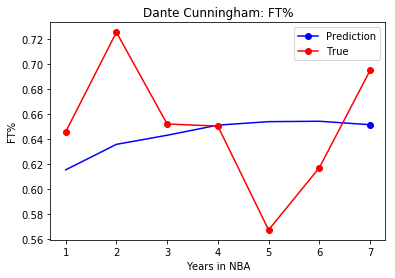 Dante Cunningham: FT%
Prediction
True
0.72
0.70
0.68
0.66
0.64
0.62
0.60
0.58
0.56
FT%
1 2 3 4 5 6 7
Years in NBA